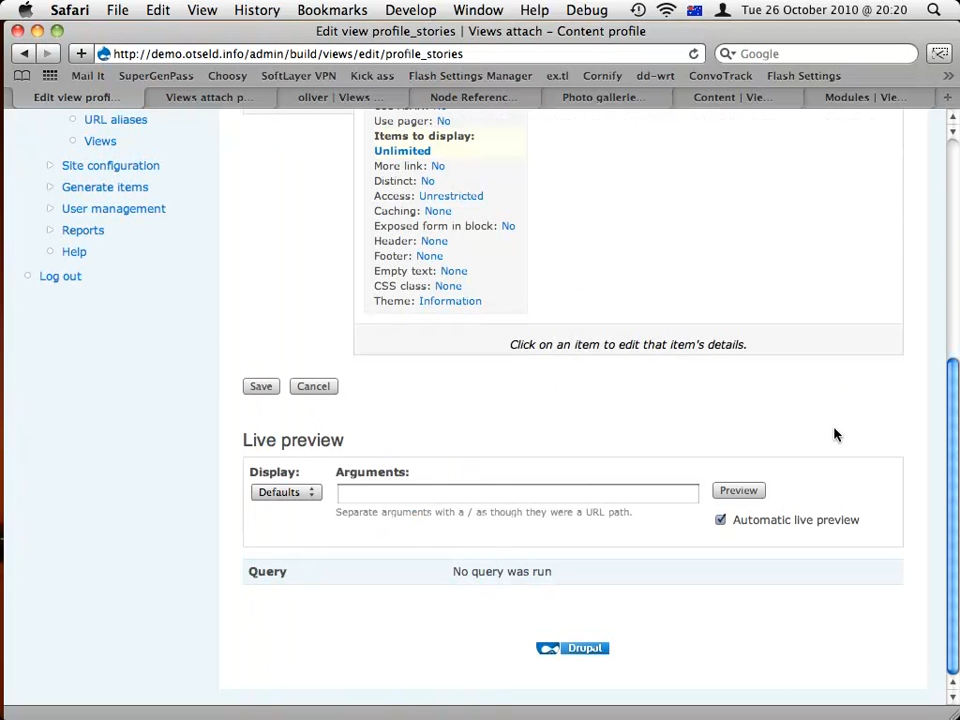 Safari File Edit View History Bookmarks Develop Window Help Debug Tue 26 October 2010 @ 20:20
Edit view profile_stories | Views attach – Content profile
http://demo.otseld.info/admin/build/views/edit/profile_stories
Google
Mail It SuperGenPass Choosy SoftLayer VPN Kick ass Flash Settings Manager ex.tl Cornify dd-wrt ConvoTrack Flash Settings »
Edit view profi... Views attach p... oliver | Views ... Node Referenc... Photo gallerie... Content | Vie... Modules | Vie...
URL aliases
Views
Site configuration
Generate items
User management
Reports
Help
Log out
Use pager: No
Items to display:
Unlimited
More link: No
Distinct: No
Access: Unrestricted
Caching: None
Exposed form in block: No
Header: None
Footer: None
Empty text: None
CSS class: None
Theme: Information
Click on an item to edit that item's details.
Save Cancel
Live preview
Display: Arguments:
Defaults Preview
Separate arguments with a / as though they were a URL path.
Automatic live preview
Query No query was run
Drupal